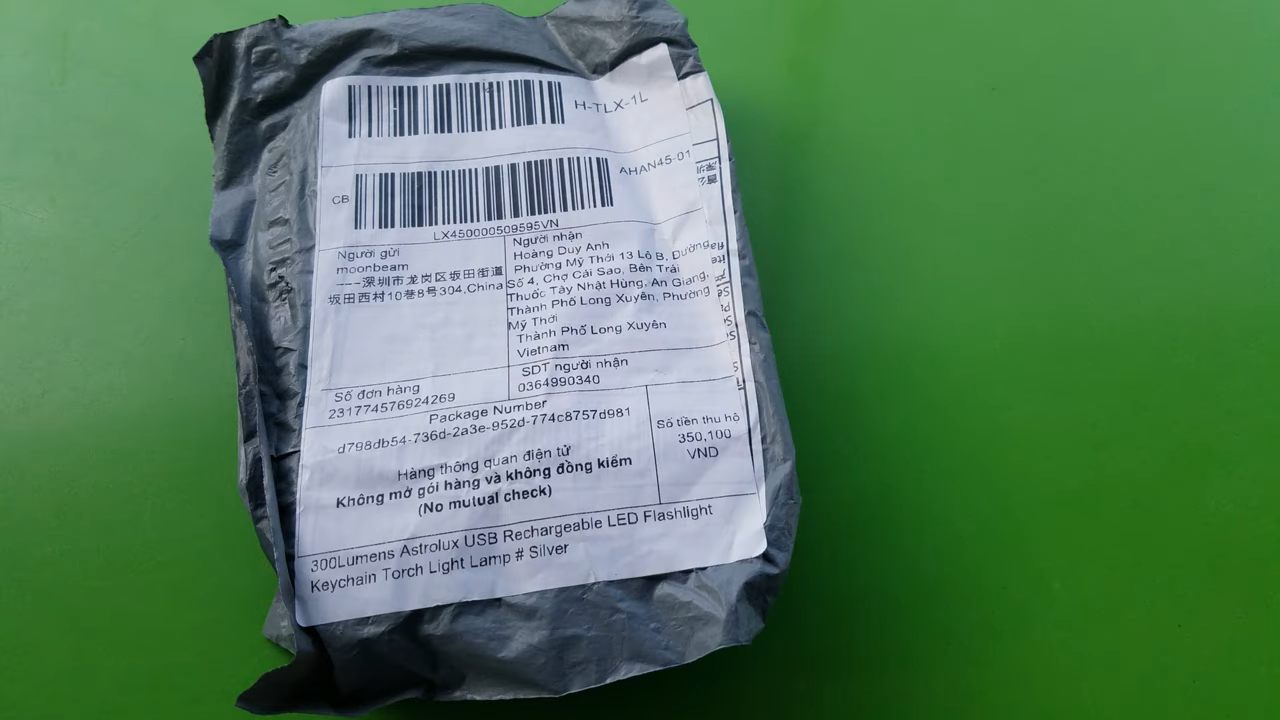 H-TLX-1L
CB
AHAN45-01
LX450000509595VN
Người gửi
moonbeam
---深圳市龙岗区坂田街道
坂田西村10巷8号304,China
Người nhận
Hoàng Duy Anh
Phường Mỹ Thới 13 Lô B, Đường
Số 4, Chợ Cái Sao, Bên Trái
Thuốc Tây Nhật Hùng, An Giang,
Thành Phố Long Xuyên, Phường
Mỹ Thới
Thành Phố Long Xuyên
Vietnam
SDT người nhận
0364990340
Số đơn hàng
231774576924269
Package Number
d798db54-736d-2a3e-952d-774c8757d981
Số tiền thu hộ
350,100
VND
Hàng thông quan điện tử
Không mở gói hàng và không đồng kiểm
(No mutual check)
300Lumens Astrolux USB Rechargeable LED Flashlight
Keychain Torch Light Lamp # Silver